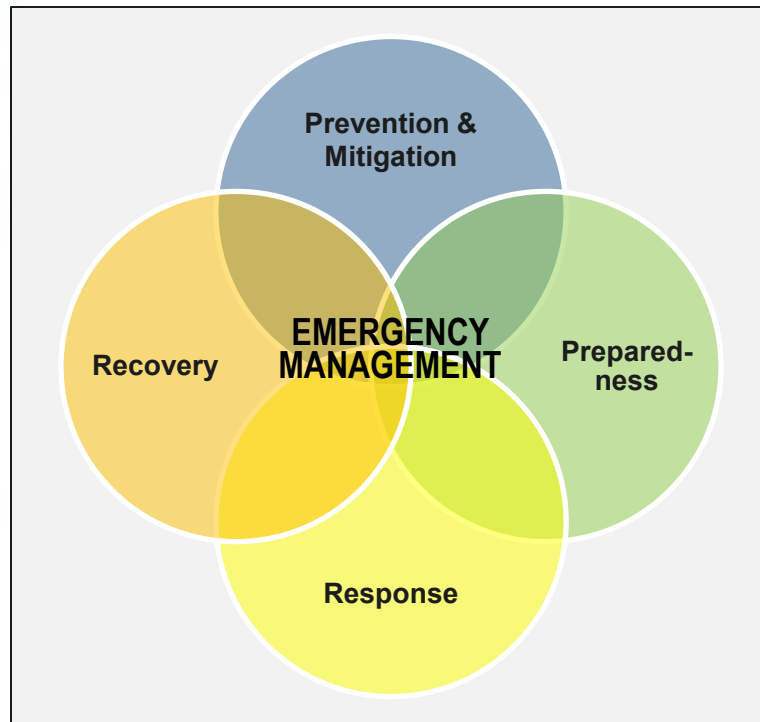 Prevention &
Mitigation
EMERGENCY
MANAGEMENT
Recovery
Prepared-
ness
Response